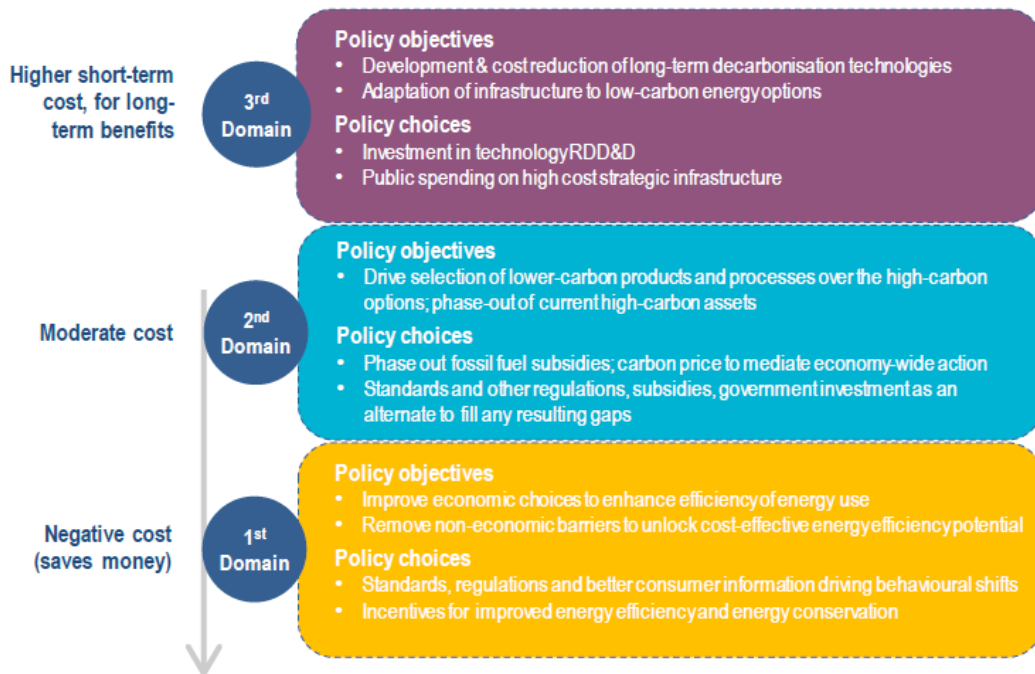 Higher short-term
cost, for long-
term benefits
3rd
Domain
Policy objectives
• Development & cost reduction of long-term decarbonisation technologies
• Adaptation of infrastructure to low-carbon energy options
Policy choices
• Investment in technology RDD&D
• Public spending on high cost strategic infrastructure
Moderate cost
2nd
Domain
Policy objectives
• Drive selection of lower-carbon products and processes over the high-carbon
options; phase-out of current high-carbon assets
Policy choices
• Phase out fossil fuel subsidies; carbon price to mediate economy-wide action
• Standards and other regulations, subsidies, government investment as an
alternate to fill any resulting gaps
Negative cost
(saves money)
1st
Domain
Policy objectives
• Improve economic choices to enhance efficiency of energy use
• Remove non-economic barriers to unlock cost-effective energy efficiency potential
Policy choices
• Standards, regulations and better consumer information driving behavioural shifts
• Incentives for improved energy efficiency and energy conservation